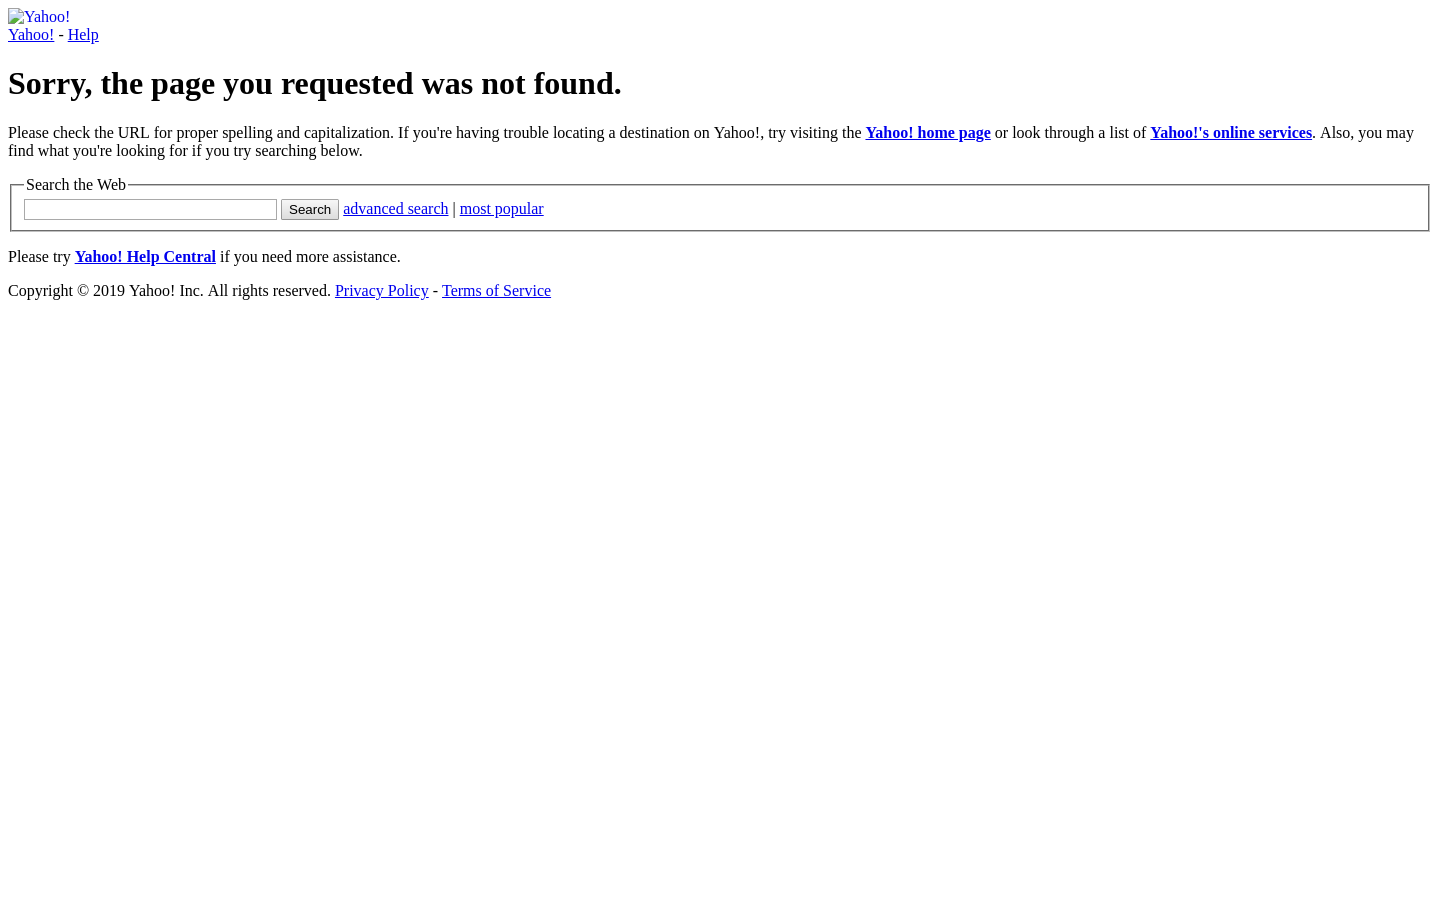 Yahoo!
Yahoo! - Help
Sorry, the page you requested was not found.
Please check the URL for proper spelling and capitalization. If you're having trouble locating a destination on Yahoo!, try visiting the Yahoo! home page or look through a list of Yahoo!'s online services. Also, you may
find what you're looking for if you try searching below.
Search the Web
Search advanced search | most popular
Please try Yahoo! Help Central if you need more assistance.
Copyright © 2019 Yahoo! Inc. All rights reserved. Privacy Policy - Terms of Service